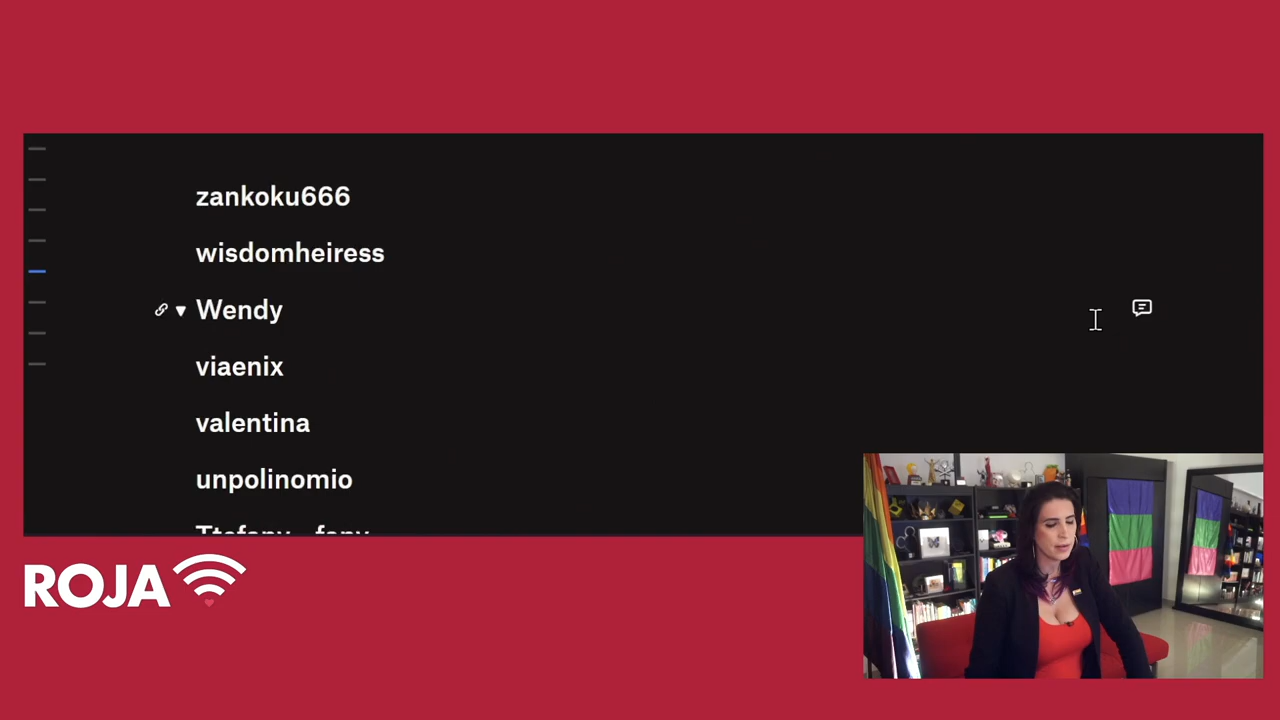 zankoku666
wisdomheiress
Wendy
viaenix
valentina
unpolinomio
ROJA